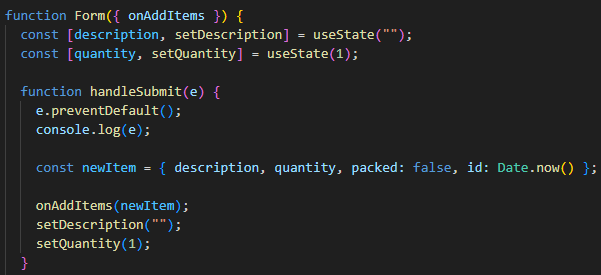 function Form({ onAddItems }) {
  const [description, setDescription] = useState("");
  const [quantity, setQuantity] = useState(1);

  function handleSubmit(e) {
    e.preventDefault();
    console.log(e);

    const newItem = { description, quantity, packed: false, id: Date.now() };

    onAddItems(newItem);
    setDescription("");
    setQuantity(1);
  }